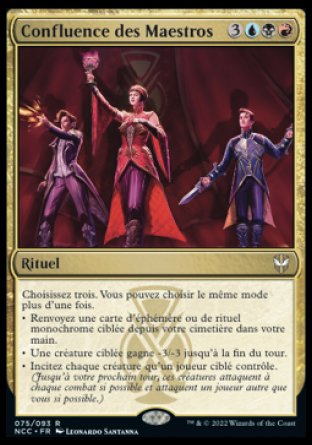 Confluence des Maestros 3
Rituel
Choisissez trois. Vous pouvez choisir le même mode
plus d'une fois.
• Renvoyez une carte d'éphémère ou de rituel
monochrome ciblée depuis votre cimetière dans votre
main.
• Une créature ciblée gagne -3/-3 jusqu'à la fin du tour.
• Incitez chaque créature qu'un joueur ciblé contrôle.
(Jusqu'à votre prochain tour, ces créatures attaquent à
chaque combat si possible et attaquent un joueur autre que
vous si possible.)
075/093 R
NCC • FR Leonardo Santanna
™ & © 2022 Wizards of the Coast